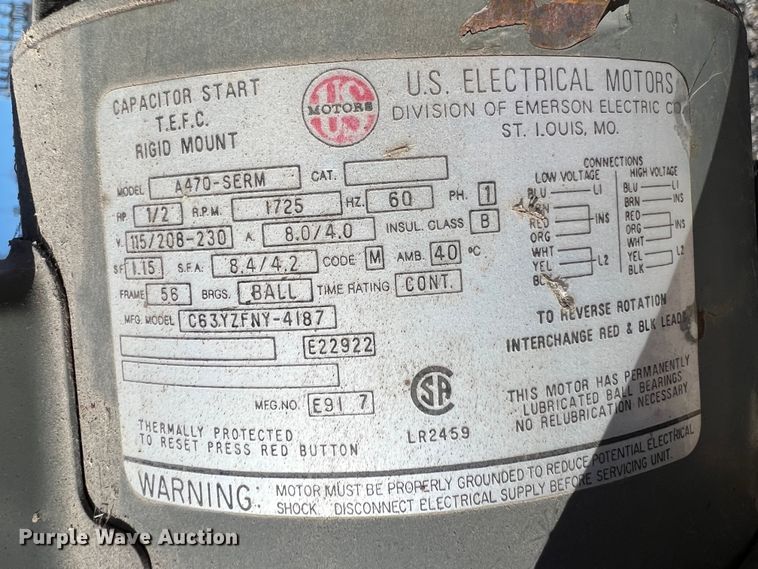 CAPACITOR START
T.E.F.C.
RIGID MOUNT
US
MOTORS
U.S. ELECTRICAL MOTORS
DIVISION OF EMERSON ELECTRIC CO.
ST. LOUIS, MO.
MODEL A470-SERM CAT.
HP 1/2 R.P.M. 1725 HZ. 60 PH. 1
V. 115/208-230 A. 8.0/4.0 INSUL. CLASS B
SF 1.15 S.F.A. 8.4/4.2 CODE M AMB. 40 °C
FRAME 56 BRGS. BALL TIME RATING CONT.
MFG. MODEL C63YZFNY-4187
E22922
MFG. NO. E91 7
THERMALLY PROTECTED
TO RESET PRESS RED BUTTON
CONNECTIONS
LOW VOLTAGE
BLU L1
BRN
RED INS
ORG
WHT
YEL L2
BLK
HIGH VOLTAGE
BLU L1
BRN
RED INS
ORG
WHT
YEL L2
BLK
TO REVERSE ROTATION
INTERCHANGE RED & BLK LEADS
SA
LR2459
THIS MOTOR HAS PERMANENTLY
LUBRICATED BALL BEARINGS
NO RELUBRICATION NECESSARY
WARNING: MOTOR MUST BE PROPERLY GROUNDED TO REDUCE POTENTIAL ELECTRICAL
SHOCK. DISCONNECT ELECTRICAL SUPPLY BEFORE SERVICING UNIT.
Purple Wave Auction